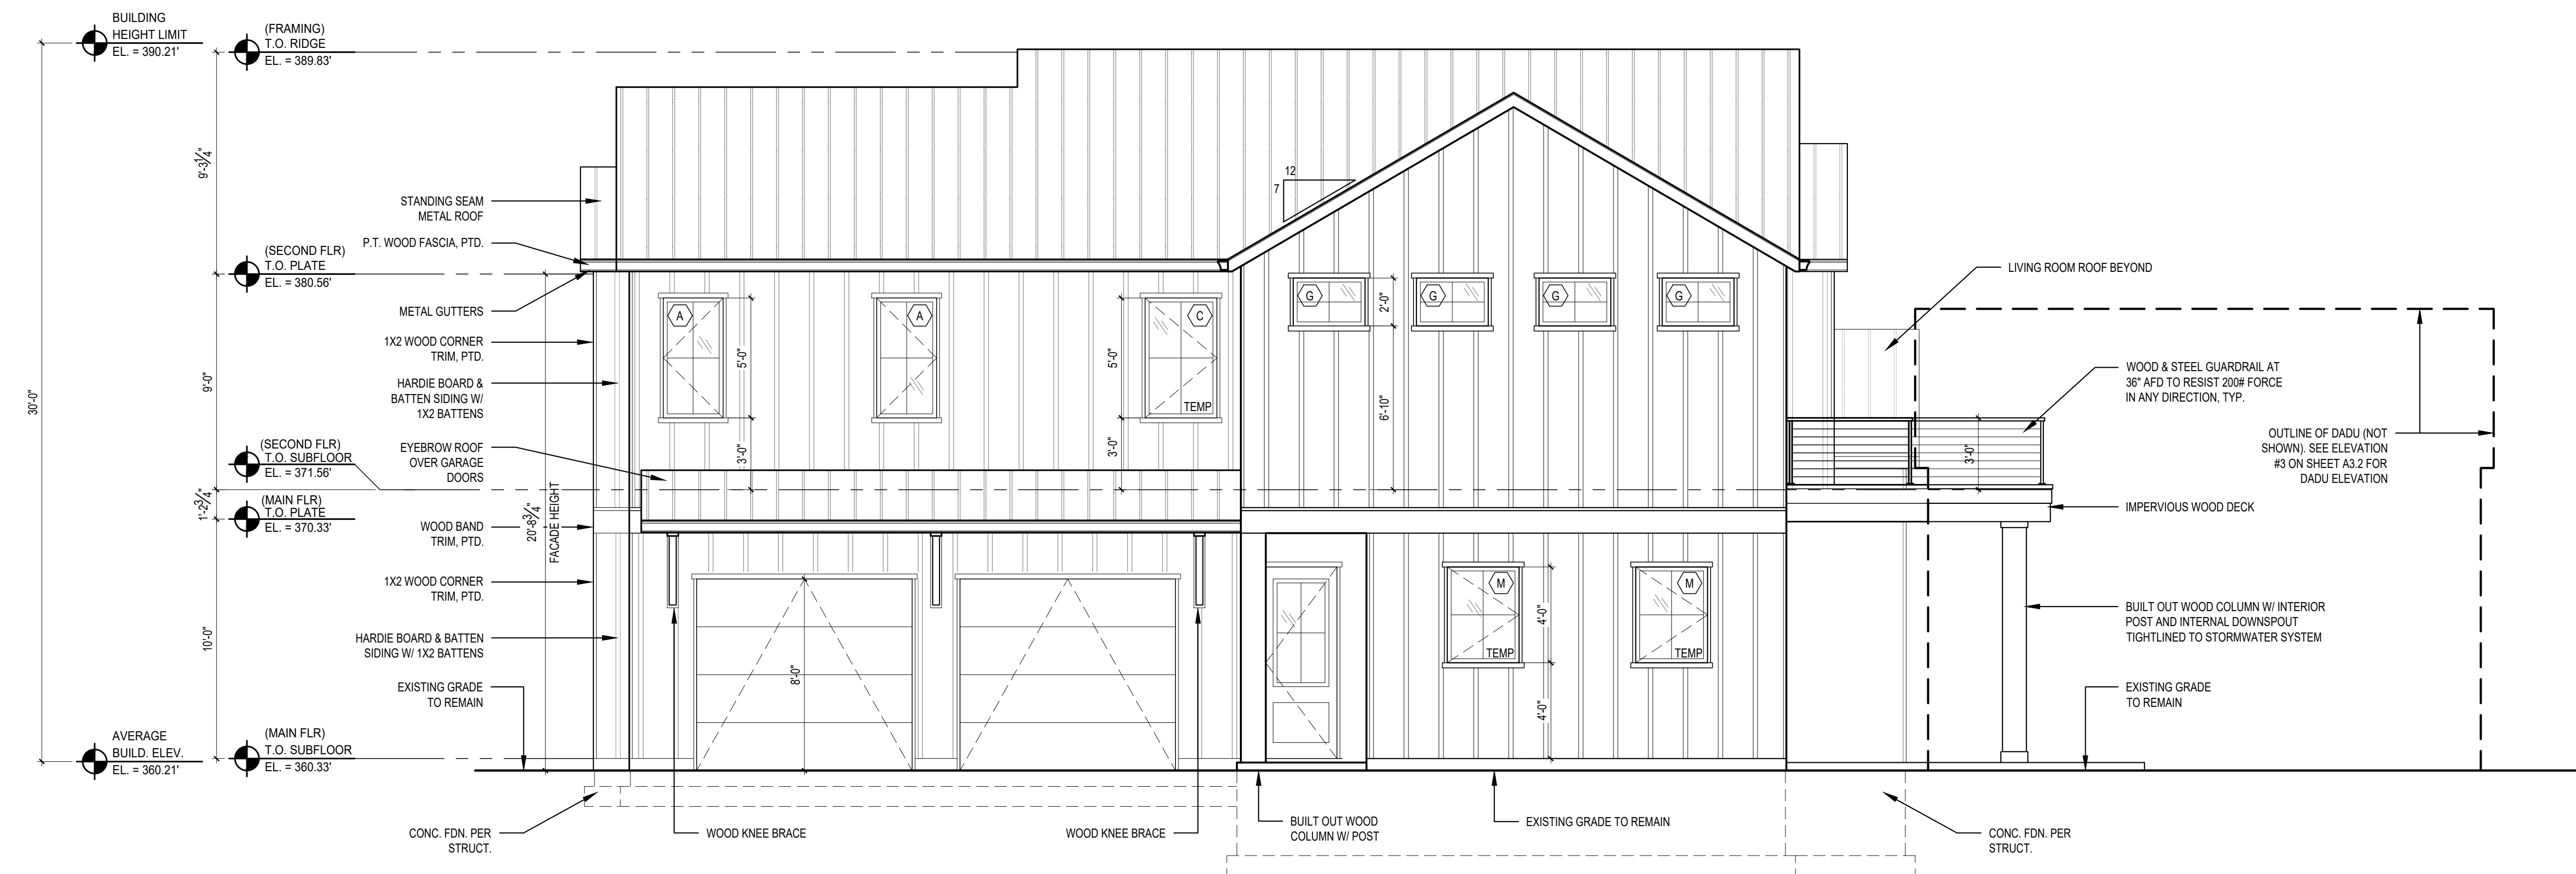 BUILDING
HEIGHT LIMIT
EL. = 390.21'
(FRAMING)
T.O. RIDGE
EL. = 389.83'
9'-3 1/4"
(SECOND FLR)
T.O. PLATE
EL. = 380.56'
9'-0"
30'-0"
(SECOND FLR)
T.O. SUBFLOOR
EL. = 371.56'
1'-2 3/4"
(MAIN FLR)
T.O. PLATE
EL. = 370.33'
10'-0"
AVERAGE
BUILD. ELEV.
EL. = 360.21'
(MAIN FLR)
T.O. SUBFLOOR
EL. = 360.33'
STANDING SEAM
METAL ROOF
P.T. WOOD FASCIA, PTD.
METAL GUTTERS
1X2 WOOD CORNER
TRIM, PTD.
HARDIE BOARD &
BATTEN SIDING W/
1X2 BATTENS
EYEBROW ROOF
OVER GARAGE
DOORS
WOOD BAND
TRIM, PTD.
1X2 WOOD CORNER
TRIM, PTD.
HARDIE BOARD & BATTEN
SIDING W/ 1X2 BATTENS
EXISTING GRADE
TO REMAIN
20'-8 3/4"
FACADE HEIGHT
12
7
A
A
C
TEMP
5'-0"
3'-0"
5'-0"
3'-0"
G
G
G
G
2'-0"
6'-10"
8'-0"
M
TEMP
M
TEMP
4'-0"
4'-0"
3'-0"
LIVING ROOM ROOF BEYOND
WOOD & STEEL GUARDRAIL AT
36" AFD TO RESIST 200# FORCE
IN ANY DIRECTION, TYP.
OUTLINE OF DADU (NOT
SHOWN). SEE ELEVATION
#3 ON SHEET A3.2 FOR
DADU ELEVATION
IMPERVIOUS WOOD DECK
BUILT OUT WOOD COLUMN W/ INTERIOR
POST AND INTERNAL DOWNSPOUT
TIGHTLINED TO STORMWATER SYSTEM
EXISTING GRADE
TO REMAIN
CONC. FDN. PER
STRUCT.
WOOD KNEE BRACE
WOOD KNEE BRACE
BUILT OUT WOOD
COLUMN W/ POST
EXISTING GRADE TO REMAIN
CONC. FDN. PER
STRUCT.